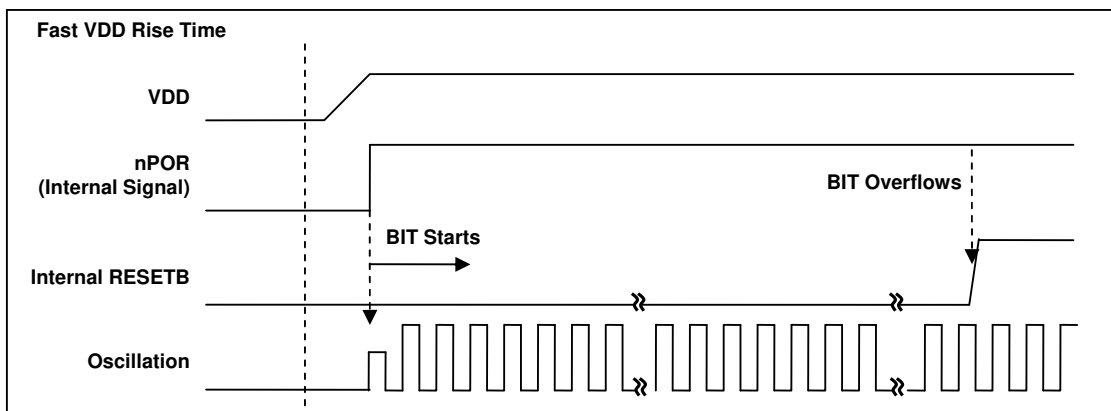 Fast VDD Rise Time
VDD
nPOR
(Internal Signal)
BIT Overflows
BIT Starts
Internal RESETB
Oscillation